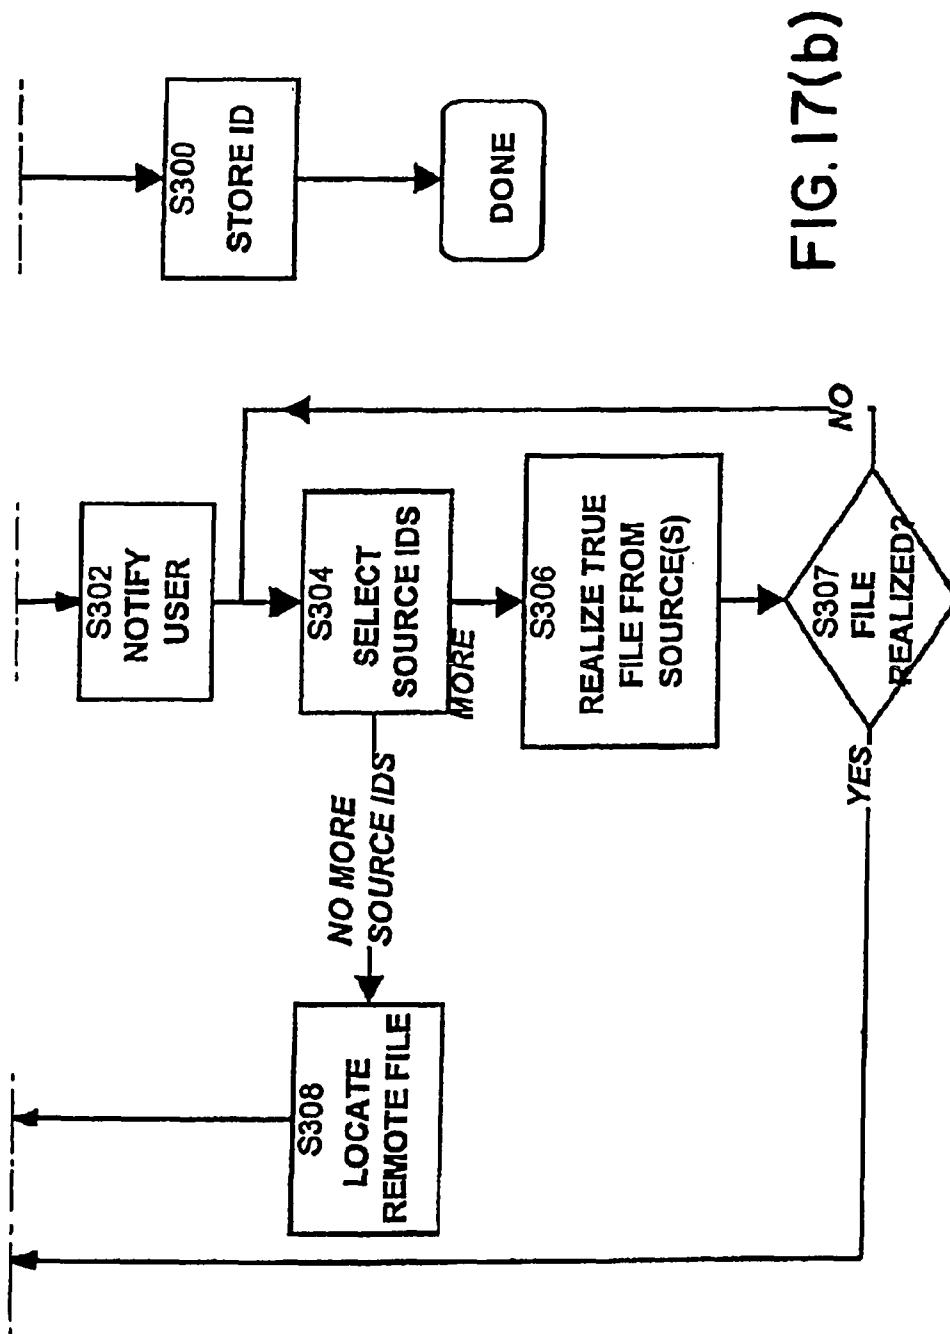 S302
NOTIFY
USER
S304
SELECT
SOURCE IDS
MORE
NO MORE
SOURCE IDS
S308
LOCATE
REMOTE FILE
S306
REALIZE TRUE
FILE FROM
SOURCE(S)
S307
FILE
REALIZED?
YES
NO
S300
STORE ID
DONE
FIG. 17(b)